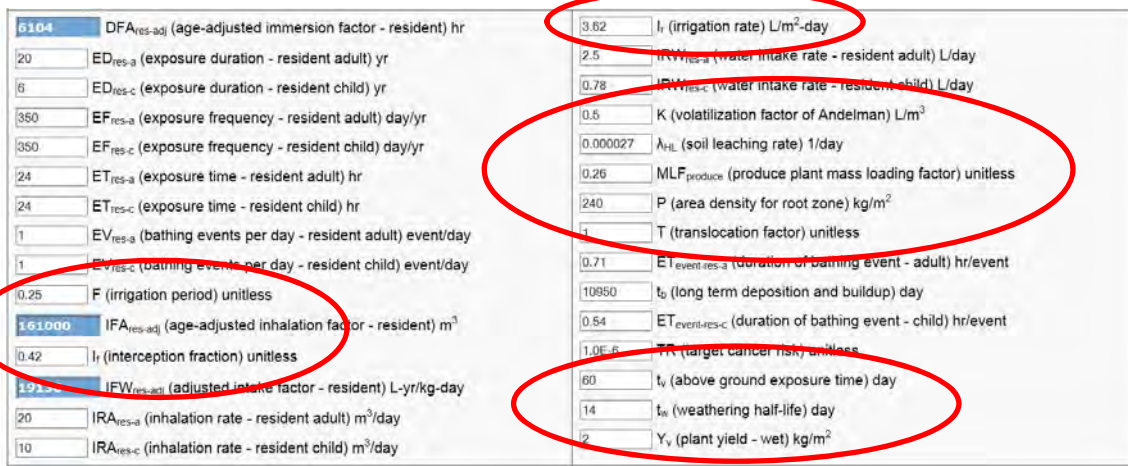 6104 DFAres-adj (age-adjusted immersion factor - resident) hr
20 EDres-a (exposure duration - resident adult) yr
6 EDres-c (exposure duration - resident child) yr
350 EFres-a (exposure frequency - resident adult) day/yr
350 EFres-c (exposure frequency - resident child) day/yr
24 ETres-a (exposure time - resident adult) hr
24 ETres-c (exposure time - resident child) hr
1 EVres-a (bathing events per day - resident adult) event/day
1 EVres-c (bathing events per day - resident child) event/day
0.25 F (irrigation period) unitless
161000 IFAres-adj (age-adjusted inhalation factor - resident) m³
0.42 If (interception fraction) unitless
IFWres-adj (adjusted intake factor - resident) L-yr/kg-day
20 IRAres-a (inhalation rate - resident adult) m³/day
10 IRAres-c (inhalation rate - resident child) m³/day
3.62 Ir (irrigation rate) L/m²-day
2.5 IRWres-a (water intake rate - resident adult) L/day
0.78 IRWres-c (water intake rate - resident child) L/day
0.5 K (volatilization factor of Andelman) L/m³
0.000027 λHL (soil leaching rate) 1/day
0.26 MLFproduce (produce plant mass loading factor) unitless
240 P (area density for root zone) kg/m²
1 T (translocation factor) unitless
0.71 ETevent-res-a (duration of bathing event - adult) hr/event
10950 tb (long term deposition and buildup) day
0.54 ETevent-res-c (duration of bathing event - child) hr/event
1.0E-6 TR (target cancer risk) unitless
60 tv (above ground exposure time) day
14 tw (weathering half-life) day
2 Yv (plant yield - wet) kg/m²